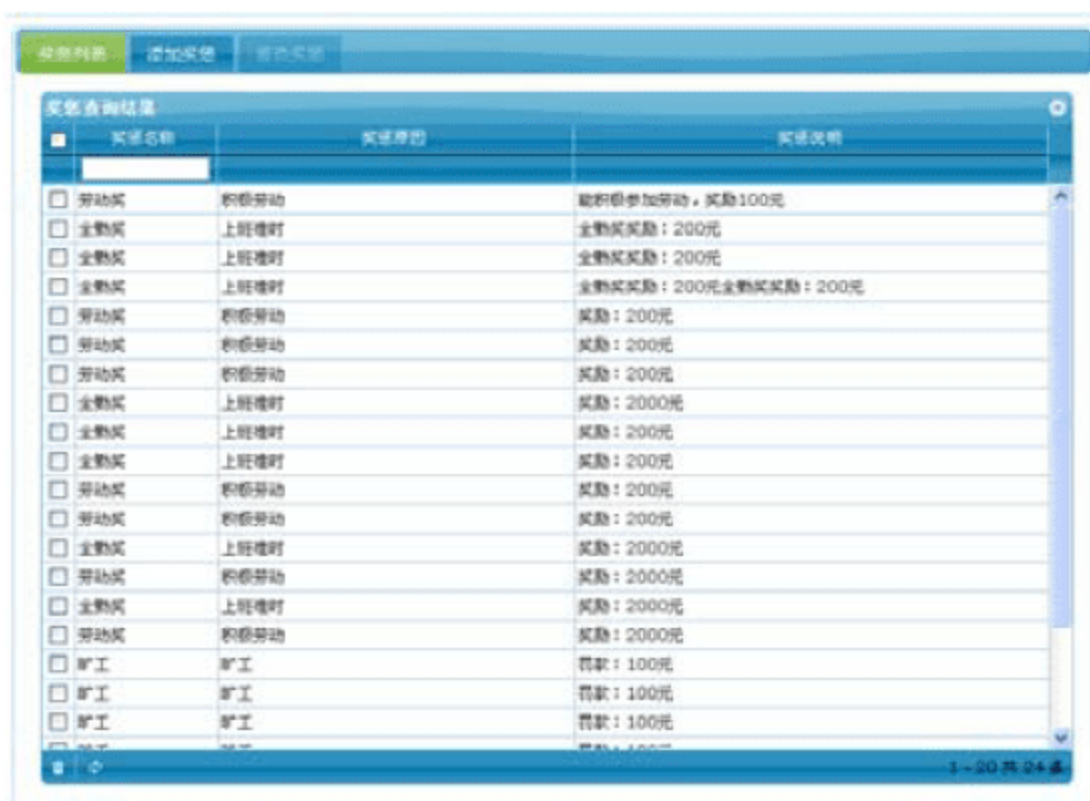 奖惩列表 添加奖惩 修改奖惩
奖惩查询结果
奖惩名称 奖惩原因 奖惩说明
劳动奖 积极劳动 能积极参加劳动，奖励100元
全勤奖 上班准时 全勤奖奖励：200元
全勤奖 上班准时 全勤奖奖励：200元
全勤奖 上班准时 全勤奖奖励：200元全勤奖奖励：200元
劳动奖 积极劳动 奖励：200元
劳动奖 积极劳动 奖励：200元
劳动奖 积极劳动 奖励：200元
全勤奖 上班准时 奖励：2000元
全勤奖 上班准时 奖励：200元
全勤奖 上班准时 奖励：200元
劳动奖 积极劳动 奖励：200元
劳动奖 积极劳动 奖励：200元
全勤奖 上班准时 奖励：2000元
劳动奖 积极劳动 奖励：2000元
全勤奖 上班准时 奖励：2000元
劳动奖 积极劳动 奖励：2000元
旷工 旷工 罚款：100元
旷工 旷工 罚款：100元
旷工 旷工 罚款：100元
1 - 20 共 24 条